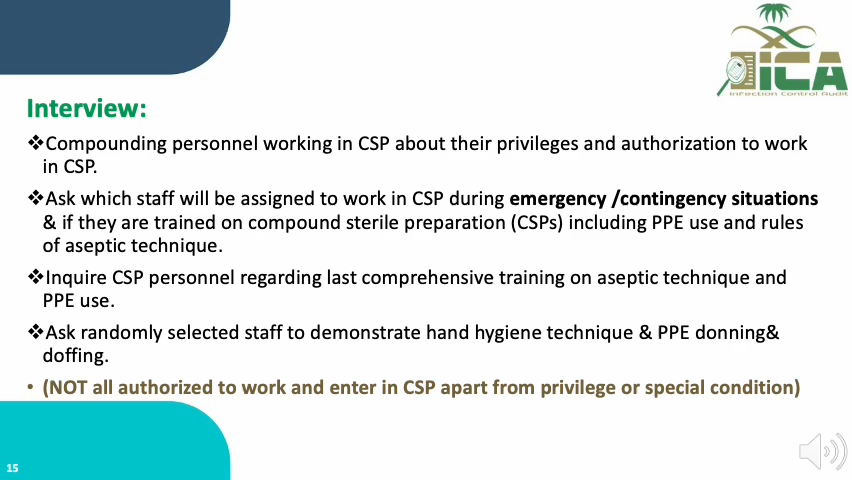 iCA
Infection Control Audit
Interview:
❖Compounding personnel working in CSP about their privileges and authorization to work
in CSP.
❖Ask which staff will be assigned to work in CSP during emergency /contingency situations
& if they are trained on compound sterile preparation (CSPs) including PPE use and rules
of aseptic technique.
❖Inquire CSP personnel regarding last comprehensive training on aseptic technique and
PPE use.
❖Ask randomly selected staff to demonstrate hand hygiene technique & PPE donning&
doffing.
• (NOT all authorized to work and enter in CSP apart from privilege or special condition)
15